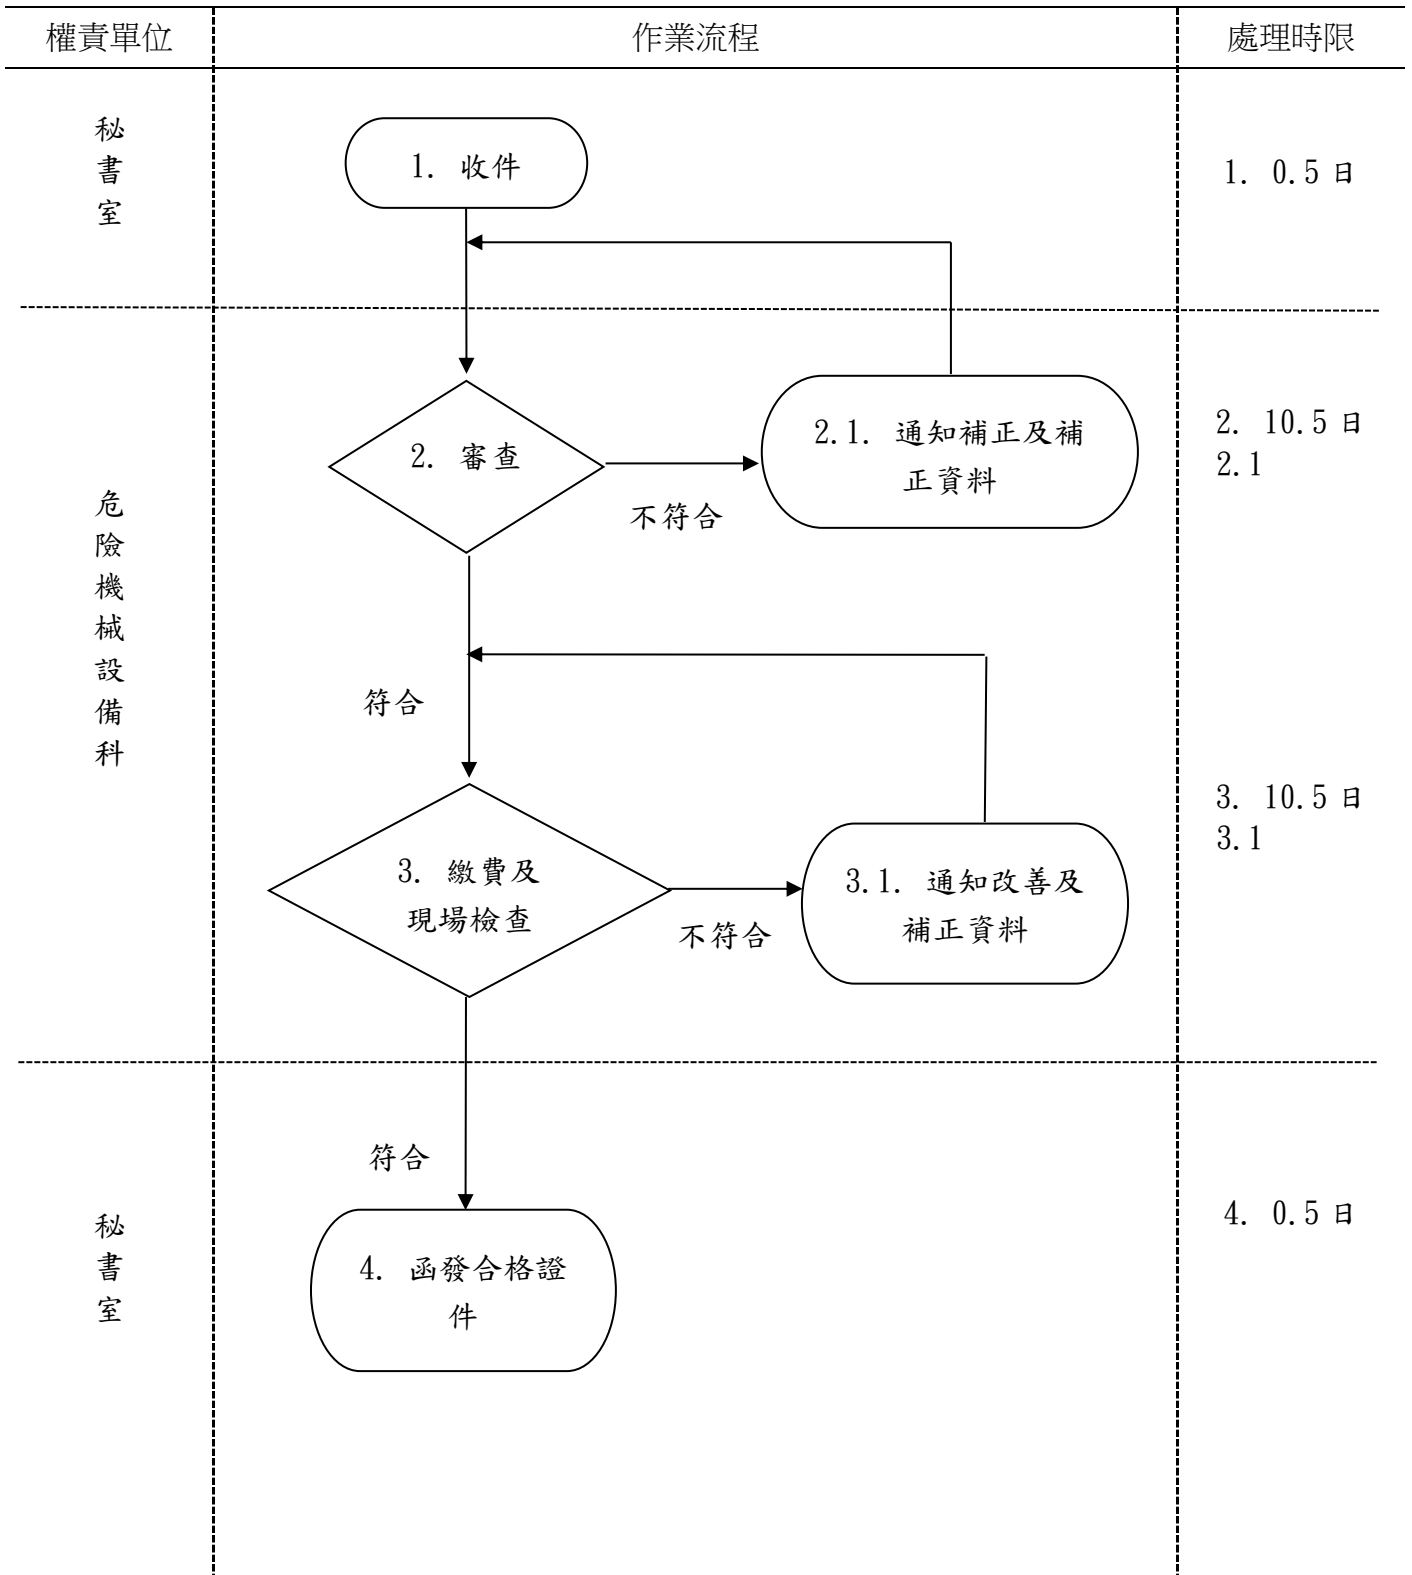 權責單位
作業流程
處理時限
秘書室
1. 收件
1. 0.5 日
危險機械設備科
2. 審查
不符合
2.1. 通知補正及補
正資料
2. 10.5 日
2.1
符合
3. 繳費及
現場檢查
不符合
3.1. 通知改善及
補正資料
3. 10.5 日
3.1
符合
秘書室
4. 函發合格證
件
4. 0.5 日